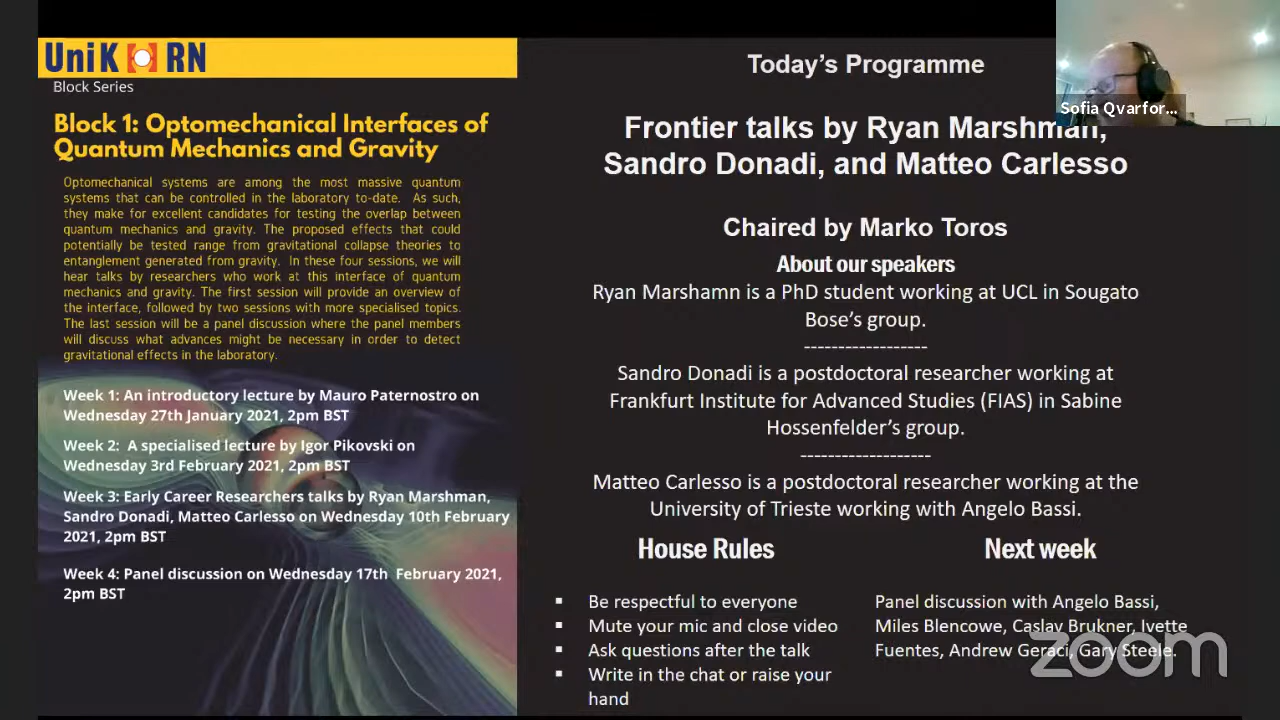 UniK RN
Block Series
Block 1: Optomechanical Interfaces of
Quantum Mechanics and Gravity
Optomechanical systems are among the most massive quantum
systems that can be controlled in the laboratory to-date. As such,
they make for excellent candidates for testing the overlap between
quantum mechanics and gravity. The proposed effects that could
potentially be tested range from gravitational collapse theories to
entanglement generated from gravity. In these four sessions, we will
hear talks by researchers who work at this interface of quantum
mechanics and gravity. The first session will provide an overview of
the interface, followed by two sessions with more specialised topics.
The last session will be a panel discussion where the panel members
will discuss what advances might be necessary in order to detect
gravitational effects in the laboratory.
Week 1: An introductory lecture by Mauro Paternostro on
Wednesday 27th January 2021, 2pm BST
Week 2: A specialised lecture by Igor Pikovski on
Wednesday 3rd February 2021, 2pm BST
Week 3: Early Career Researchers talks by Ryan Marshman,
Sandro Donadi, Matteo Carlesso on Wednesday 10th February
2021, 2pm BST
Week 4: Panel discussion on Wednesday 17th February 2021,
2pm BST
Today's Programme
Frontier talks by Ryan Marshman,
Sandro Donadi, and Matteo Carlesso
Chaired by Marko Toros
About our speakers
Ryan Marshamn is a PhD student working at UCL in Sougato
Bose's group.
------------------
Sandro Donadi is a postdoctoral researcher working at
Frankfurt Institute for Advanced Studies (FIAS) in Sabine
Hossenfelder's group.
-------------------
Matteo Carlesso is a postdoctoral researcher working at the
University of Trieste working with Angelo Bassi.
House Rules
▪ Be respectful to everyone
▪ Mute your mic and close video
▪ Ask questions after the talk
▪ Write in the chat or raise your
hand
Next week
Panel discussion with Angelo Bassi,
Miles Blencowe, Caslav Brukner, Ivette
Fuentes, Andrew Geraci, Gary Steele.
Sofia Qvarfor...
zoom